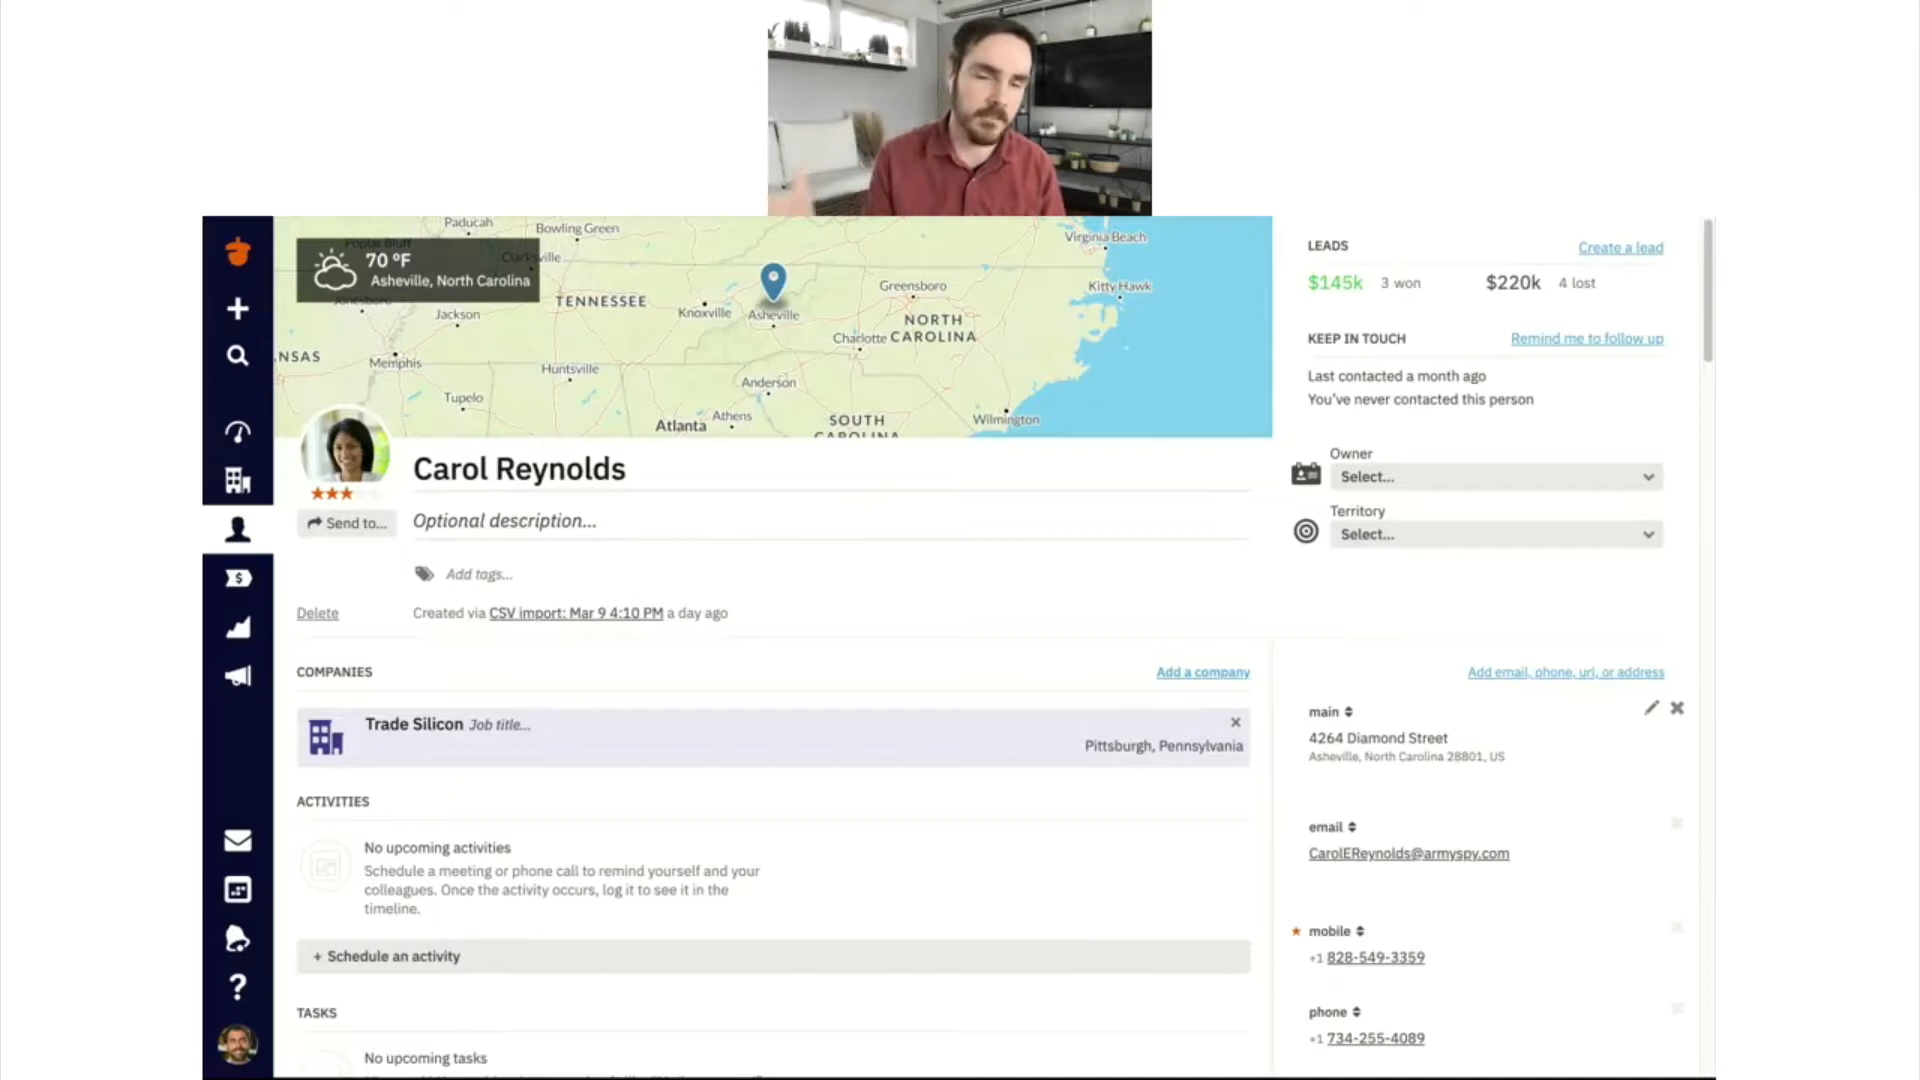 Paducah
Bowling Green
Virginia Beach
Poplar Bluff
Clarksville
70 °F
Asheville, North Carolina
TENNESSEE
Knoxville
Asheville
Greensboro
Kitty Hawk
Jonesboro
Jackson
NORTH
CAROLINA
Charlotte
NSAS
Memphis
Huntsville
Anderson
Tupelo
Athens
Atlanta
SOUTH
CAROLINA
Wilmington
LEADS
Create a lead
$145k 3 won $220k 4 lost
KEEP IN TOUCH
Remind me to follow up
Last contacted a month ago
You've never contacted this person
Owner
Select...
Territory
Select...
Carol Reynolds
Send to...
Optional description...
Add tags...
Delete
Created via CSV import: Mar 9 4:10 PM a day ago
COMPANIES
Add a company
Trade Silicon Job title...
Pittsburgh, Pennsylvania
ACTIVITIES
No upcoming activities
Schedule a meeting or phone call to remind yourself and your
colleagues. Once the activity occurs, log it to see it in the
timeline.
+ Schedule an activity
TASKS
No upcoming tasks
Add email, phone, url, or address
main
4264 Diamond Street
Asheville, North Carolina 28801, US
email
CarolEReynolds@armyspy.com
mobile
+1 828-549-3359
phone
+1 734-255-4089